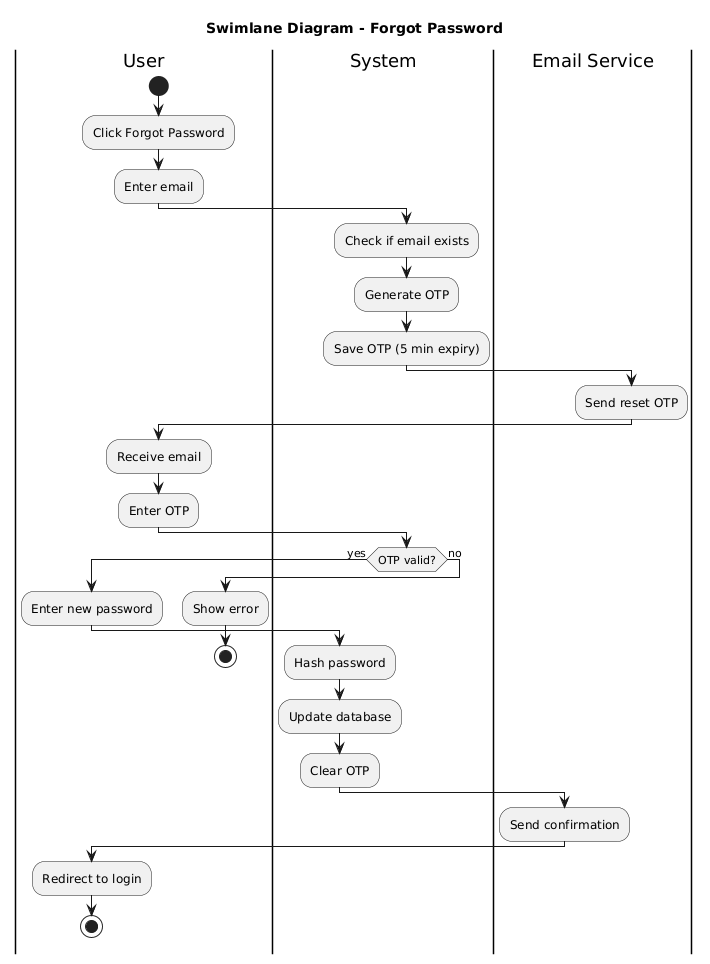 Swimlane Diagram - Forgot Password
User
System
Email Service
Click Forgot Password
Enter email
Check if email exists
Generate OTP
Save OTP (5 min expiry)
Send reset OTP
Receive email
Enter OTP
yes
OTP valid?
no
Enter new password
Show error
Hash password
Update database
Clear OTP
Send confirmation
Redirect to login